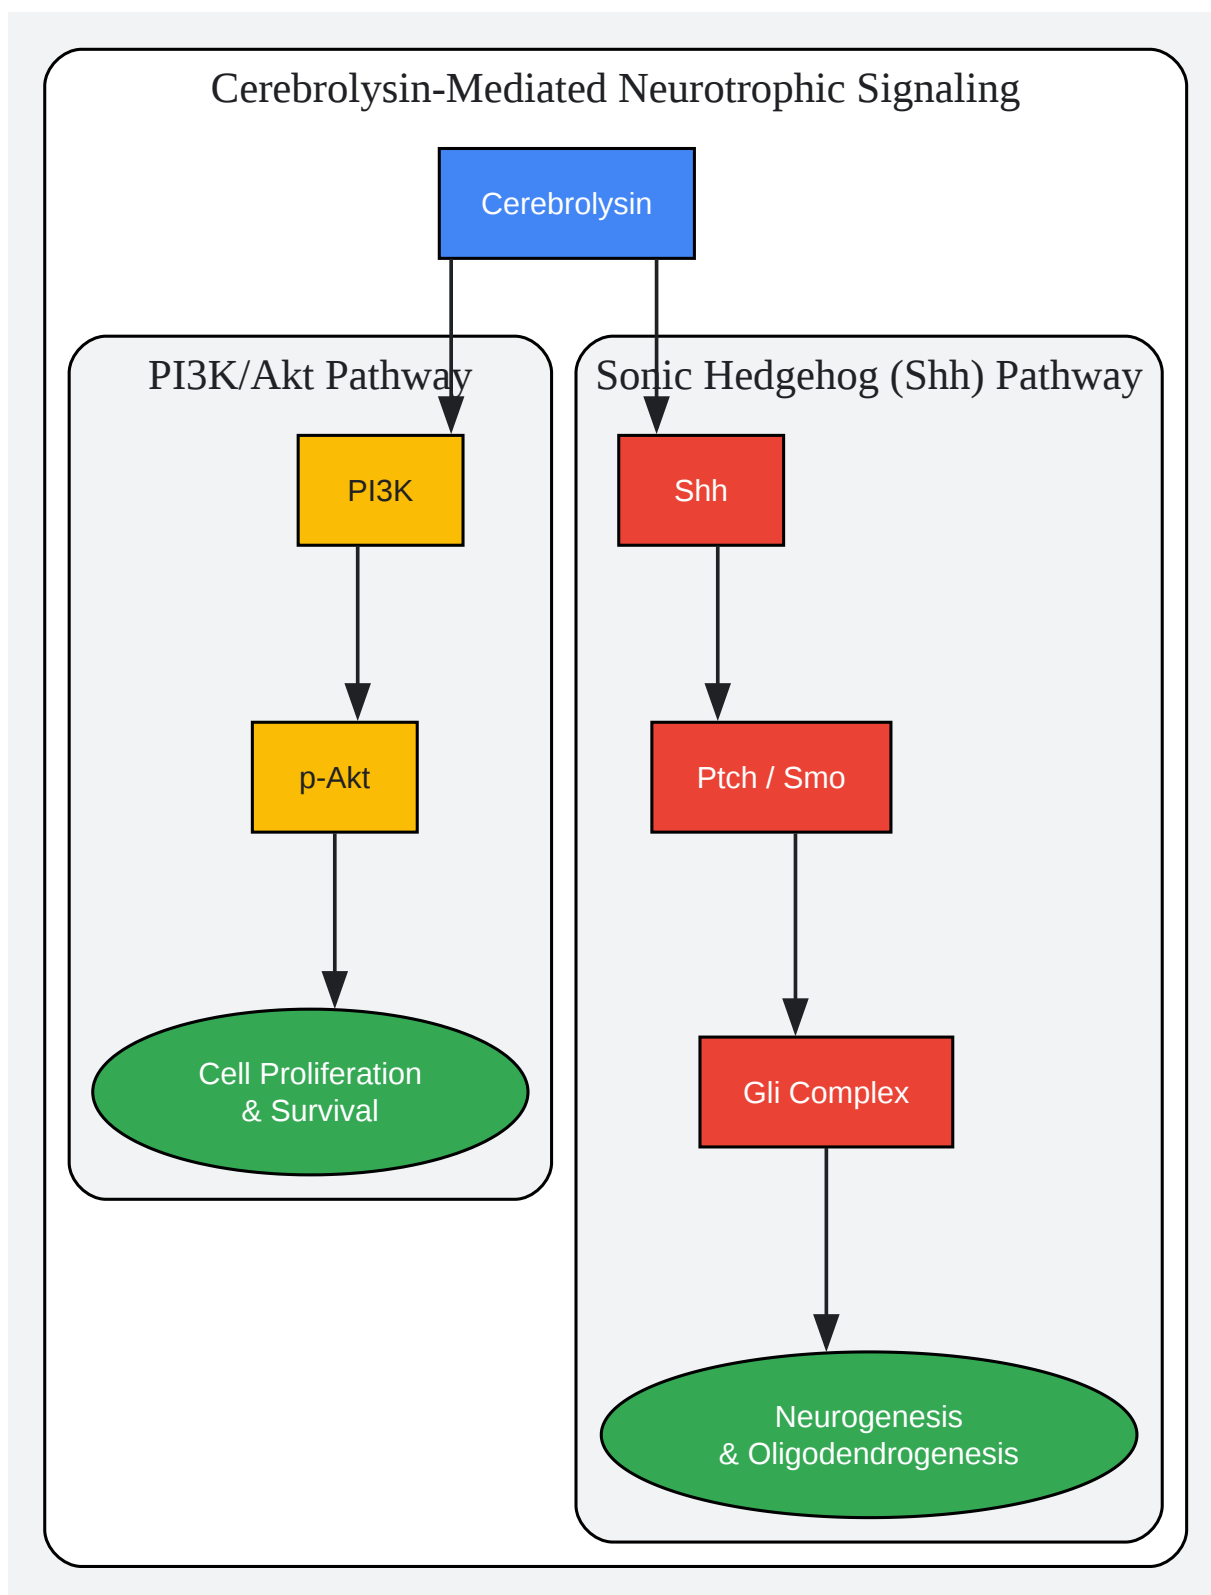 Cerebrolysin-Mediated Neurotrophic Signaling
Cerebrolysin
PI3K/Akt Pathway
PI3K
p-Akt
Cell Proliferation
& Survival
Sonic Hedgehog (Shh) Pathway
Shh
Ptch / Smo
Gli Complex
Neurogenesis
& Oligodendrogenesis